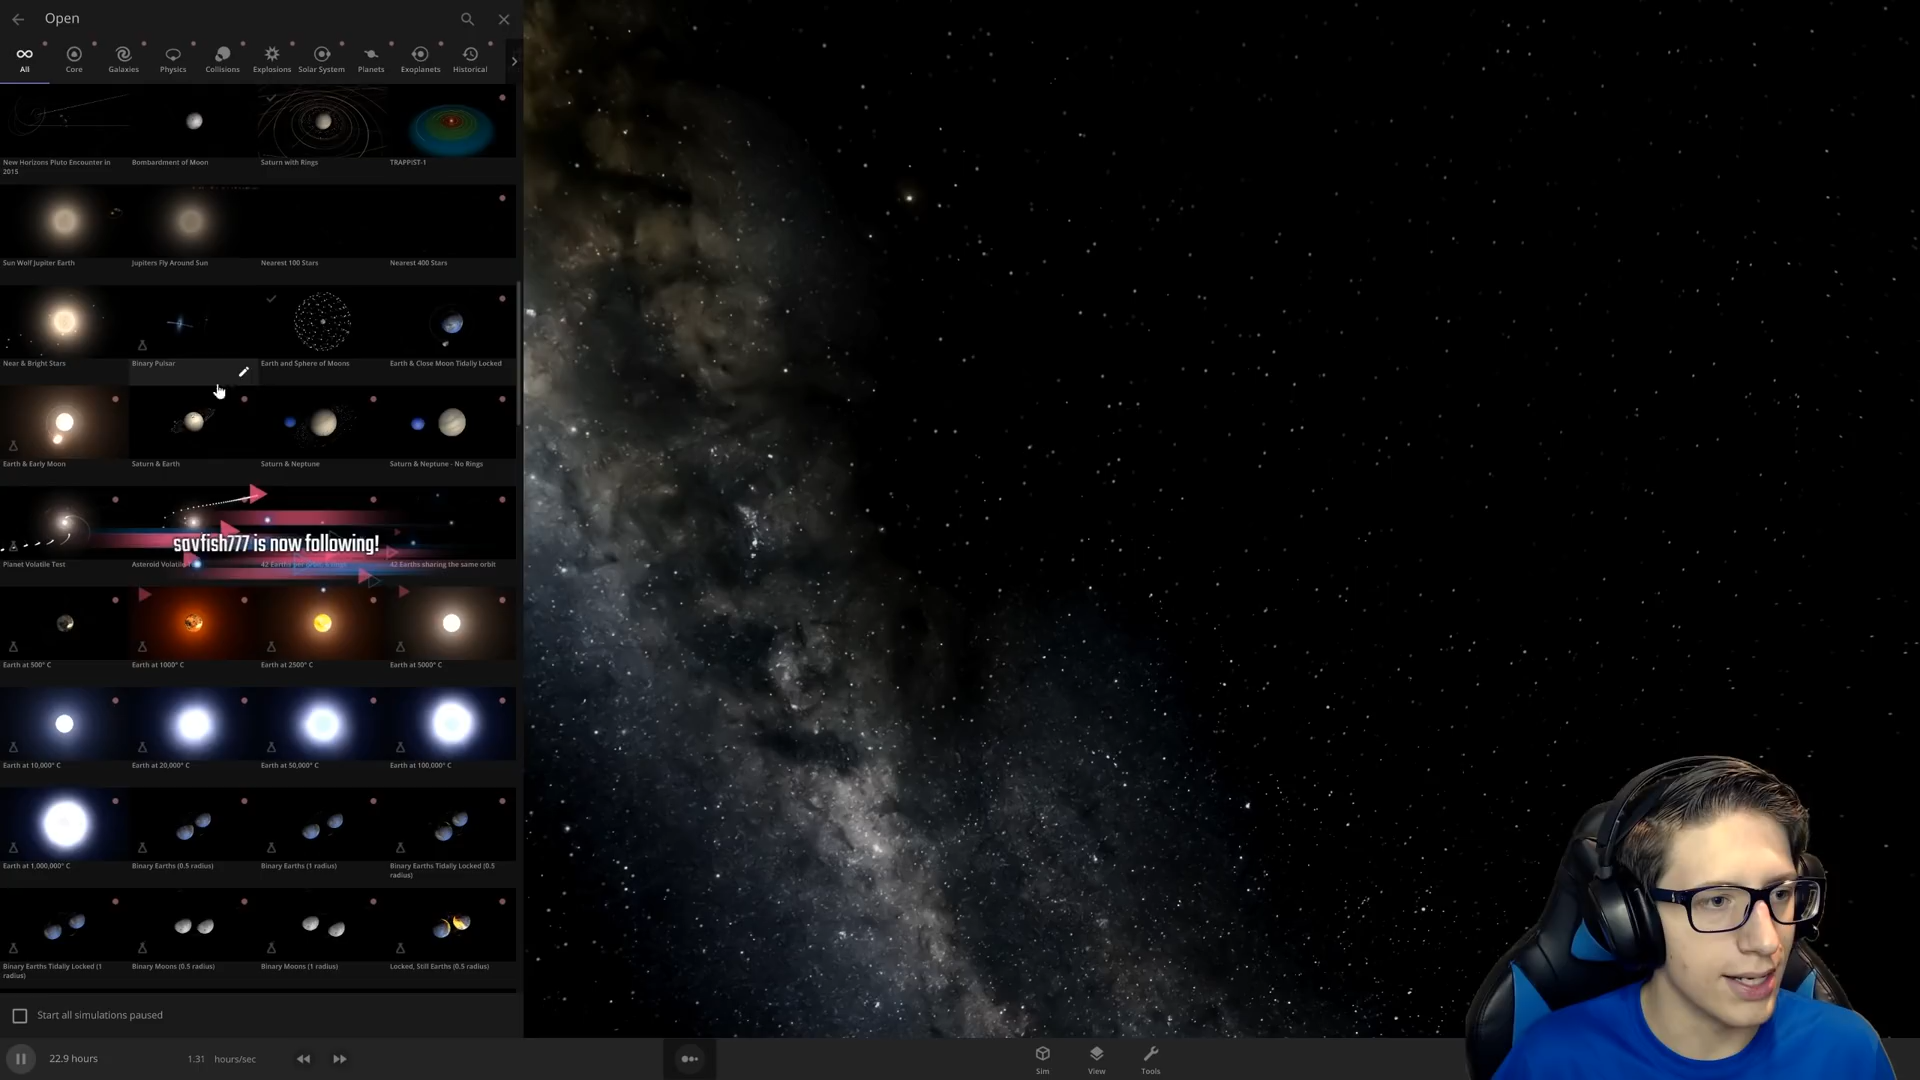 Open
All
Core
Galaxies
Physics
Collisions
Explosions
Solar System
Planets
Exoplanets
Historical
New Horizons Pluto Encounter in
2015
Bombardment of Moon
Saturn with Rings
TRAPPIST-1
Sun Wolf Jupiter Earth
Jupiters Fly Around Sun
Nearest 100 Stars
Nearest 400 Stars
Near & Bright Stars
Binary Pulsar
Earth and Sphere of Moons
Earth & Close Moon Tidally Locked
Earth & Early Moon
Saturn & Earth
Saturn & Neptune
Saturn & Neptune - No Rings
savfish777 is now following!
Planet Volatile Test
Asteroid Volatile
42 Earths
42 Earths sharing the same orbit
Earth at 500° C
Earth at 1000° C
Earth at 2500° C
Earth at 5000° C
Earth at 10,000° C
Earth at 20,000° C
Earth at 50,000° C
Earth at 100,000° C
Earth at 1,000,000° C
Binary Earths (0.5 radius)
Binary Earths (1 radius)
Binary Earths Tidally Locked (0.5
radius)
Binary Earths Tidally Locked (1
radius)
Binary Moons (0.5 radius)
Binary Moons (1 radius)
Locked, Still Earths (0.5 radius)
Start all simulations paused
22.9 hours
1.31 hours/sec
Sim
View
Tools